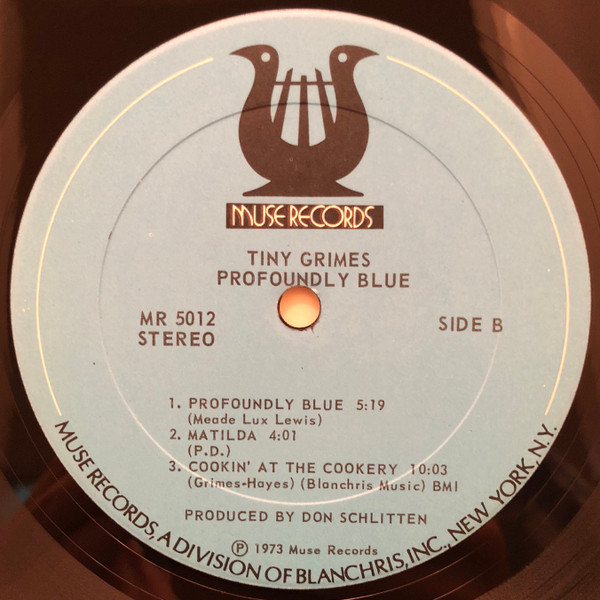 MUSE RECORDS
TINY GRIMES
PROFOUNDLY BLUE
MR 5012
STEREO
SIDE B
1. PROFOUNDLY BLUE 5:19
(Meade Lux Lewis)
2. MATILDA 4:01
(P.D.)
3. COOKIN' AT THE COOKERY 10:03
(Grimes-Hayes) (Blanchris Music) BMI
PRODUCED BY DON SCHLITTEN
℗ 1973 Muse Records
MUSE RECORDS, A DIVISION OF BLANCHRIS, INC., NEW YORK, N.Y.